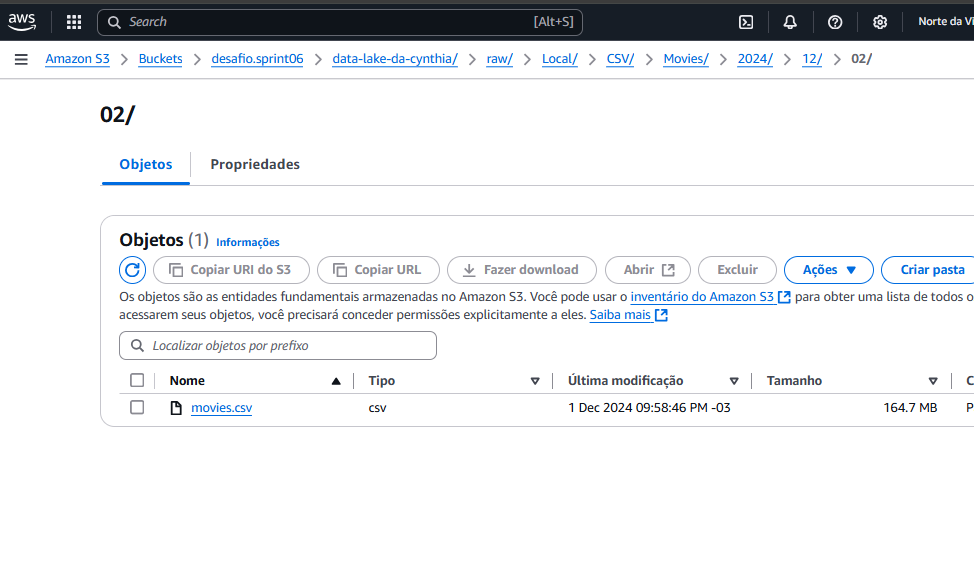 aws Search [Alt+S] Norte da Vi
Amazon S3 > Buckets > desafio.sprint06 > data-lake-da-cynthia/ > raw/ > Local/ > CSV/ > Movies/ > 2024/ > 12/ > 02/
02/
Objetos Propriedades
Objetos (1) Informações
Copiar URI do S3 Copiar URL Fazer download Abrir Excluir Ações Criar pasta
Os objetos são as entidades fundamentais armazenadas no Amazon S3. Você pode usar o inventário do Amazon S3 para obter uma lista de todos o
acessarem seus objetos, você precisará conceder permissões explicitamente a eles. Saiba mais
Localizar objetos por prefixo
Nome Tipo Última modificação Tamanho C
movies.csv csv 1 Dec 2024 09:58:46 PM -03 164.7 MB P